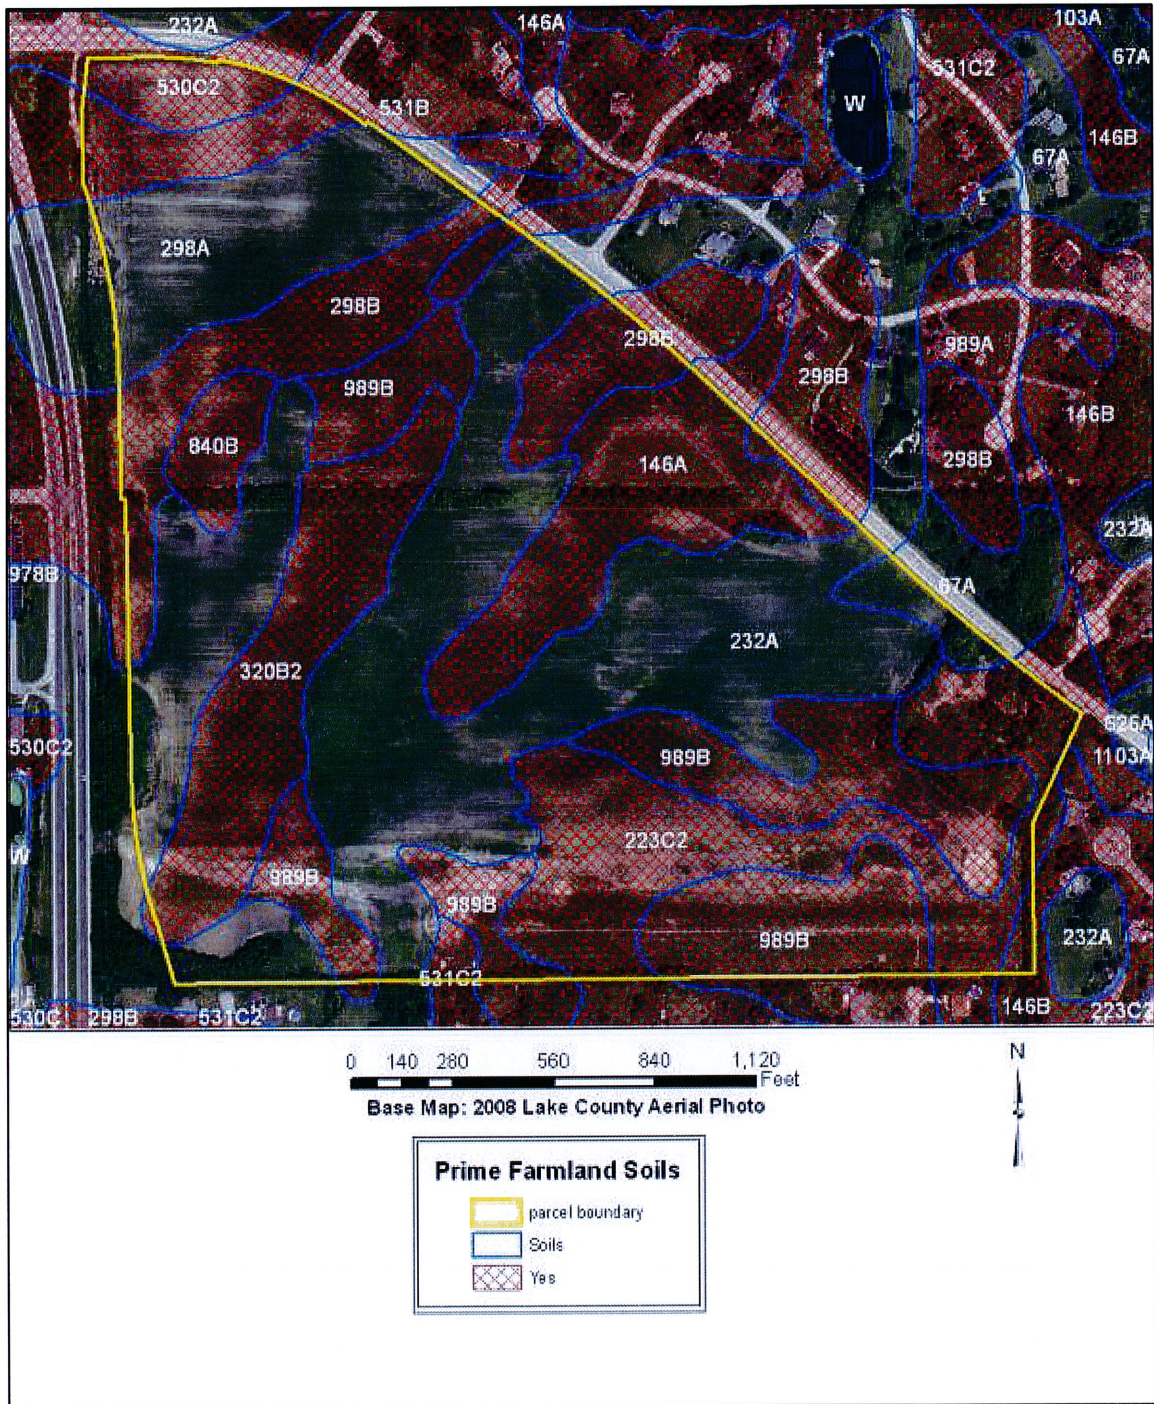 232A
146A
103A
67A
530C2
531B
531C2
W
146B
67A
298A
298B
298B
989A
989B
298B
146B
840B
146A
298B
232A
978B
67A
320B2
232A
626A
530C2
989B
1103A
223C2
W
989B
989B
989B
232A
531C2
530C
298B
531C2
146B
223C2
0 140 280 560 840 1,120
Feet
N
Base Map: 2008 Lake County Aerial Photo
Prime Farmland Soils
parcel boundary
Soils
Yes